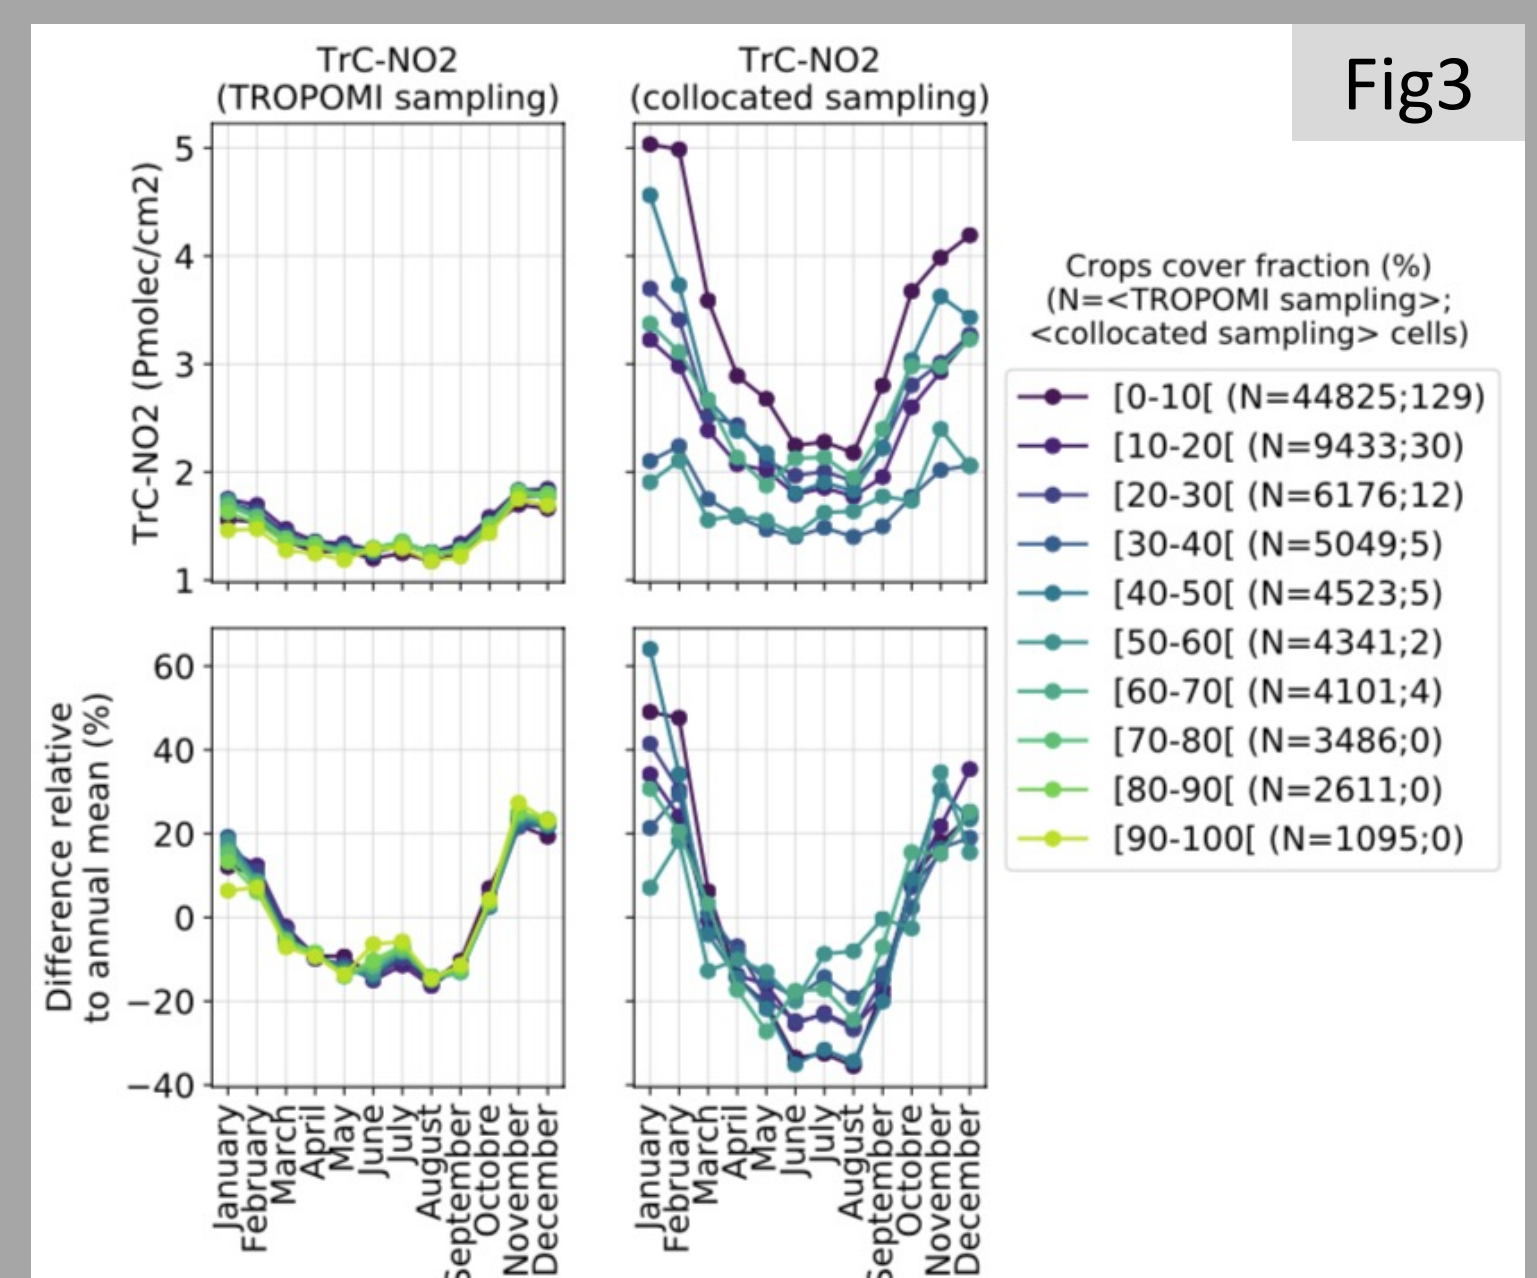 Fig3
TrC-NO2
(TROPOMI sampling)
TrC-NO2
(collocated sampling)
TrC-NO2 (Pmolec/cm2)
5
4
3
2
1
Crops cover fraction (%)
(N=<TROPOMI sampling>;
<collocated sampling> cells)
[0-10[ (N=44825;129)
[10-20[ (N=9433;30)
[20-30[ (N=6176;12)
[30-40[ (N=5049;5)
[40-50[ (N=4523;5)
[50-60[ (N=4341;2)
[60-70[ (N=4101;4)
[70-80[ (N=3486;0)
[80-90[ (N=2611;0)
[90-100[ (N=1095;0)
Difference relative
to annual mean (%)
60
40
20
0
−20
−40
January
February
March
April
May
June
July
August
September
Octobre
November
December
January
February
March
April
May
June
July
August
September
Octobre
November
December